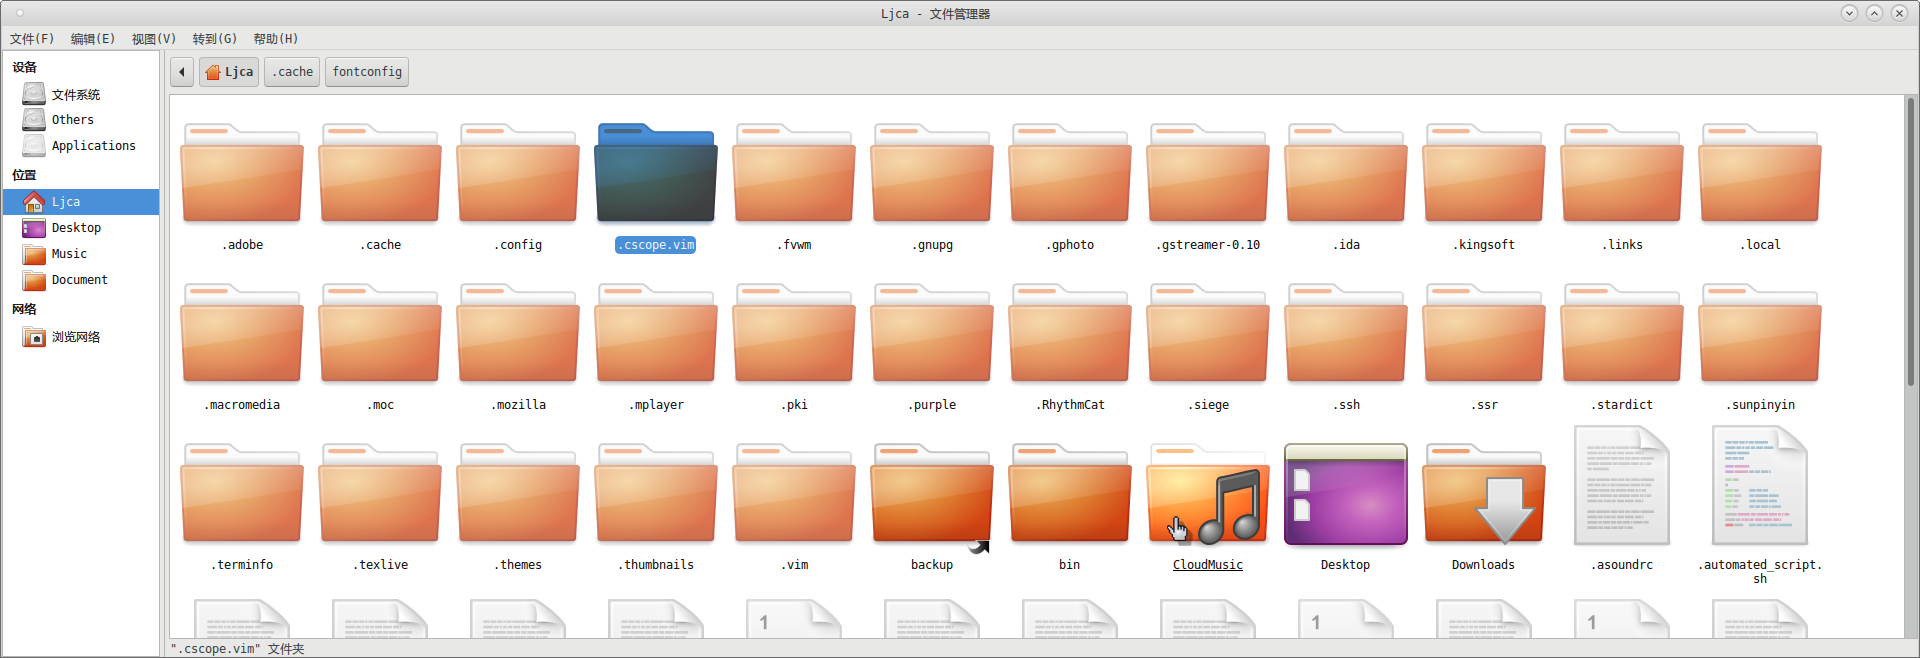 Ljca - 文件管理器
文件(F) 编辑(E) 视图(V) 转到(G) 帮助(H)
设备
文件系统
Others
Applications
位置
Ljca
Desktop
Music
Document
网络
浏览网络
Ljca .cache fontconfig
.adobe .cache .config .cscope.vim .fvwm .gnupg .gphoto .gstreamer-0.10 .ida .kingsoft .links .local
.macromedia .moc .mozilla .mplayer .pki .purple .RhythmCat .siege .ssh .ssr .stardict .sunpinyin
.terminfo .texlive .themes .thumbnails .vim backup bin CloudMusic Desktop Downloads .asoundrc .automated_script.
sh
1 1 1
".cscope.vim" 文件夹